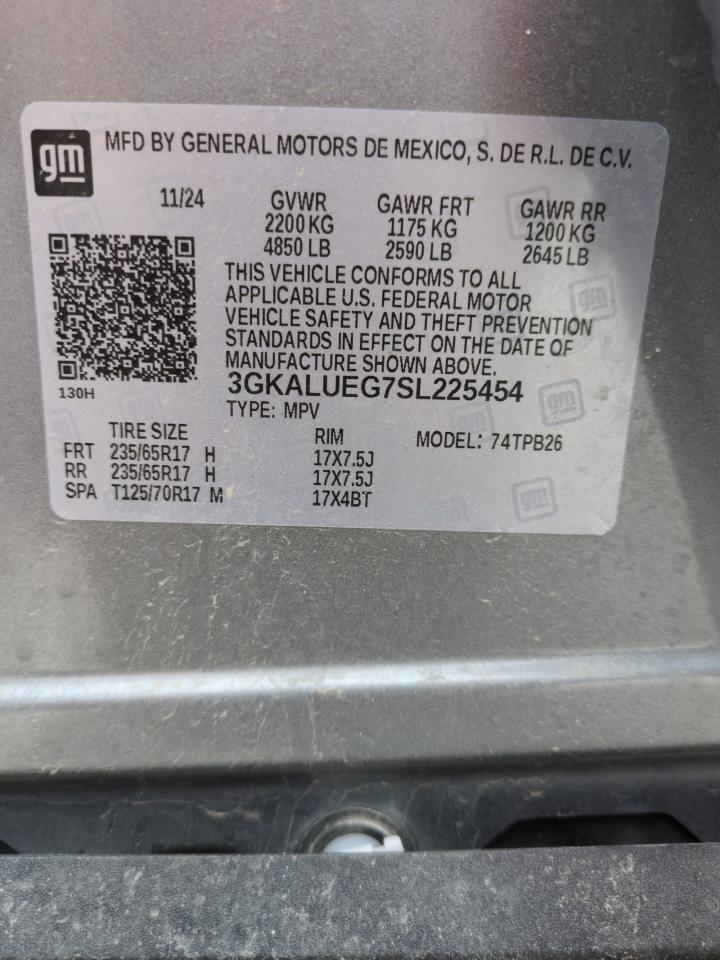 gm
MFD BY GENERAL MOTORS DE MEXICO, S. DE R.L. DE C.V.
11/24 GVWR GAWR FRT GAWR RR
2200 KG 1175 KG 1200 KG
4850 LB 2590 LB 2645 LB
THIS VEHICLE CONFORMS TO ALL
APPLICABLE U.S. FEDERAL MOTOR
VEHICLE SAFETY AND THEFT PREVENTION
STANDARDS IN EFFECT ON THE DATE OF
MANUFACTURE SHOWN ABOVE.
130H
3GKALUEG7SL225454
TYPE: MPV
TIRE SIZE RIM MODEL: 74TPB26
FRT 235/65R17 H 17X7.5J
RR 235/65R17 H 17X7.5J
SPA T125/70R17 M 17X4BT